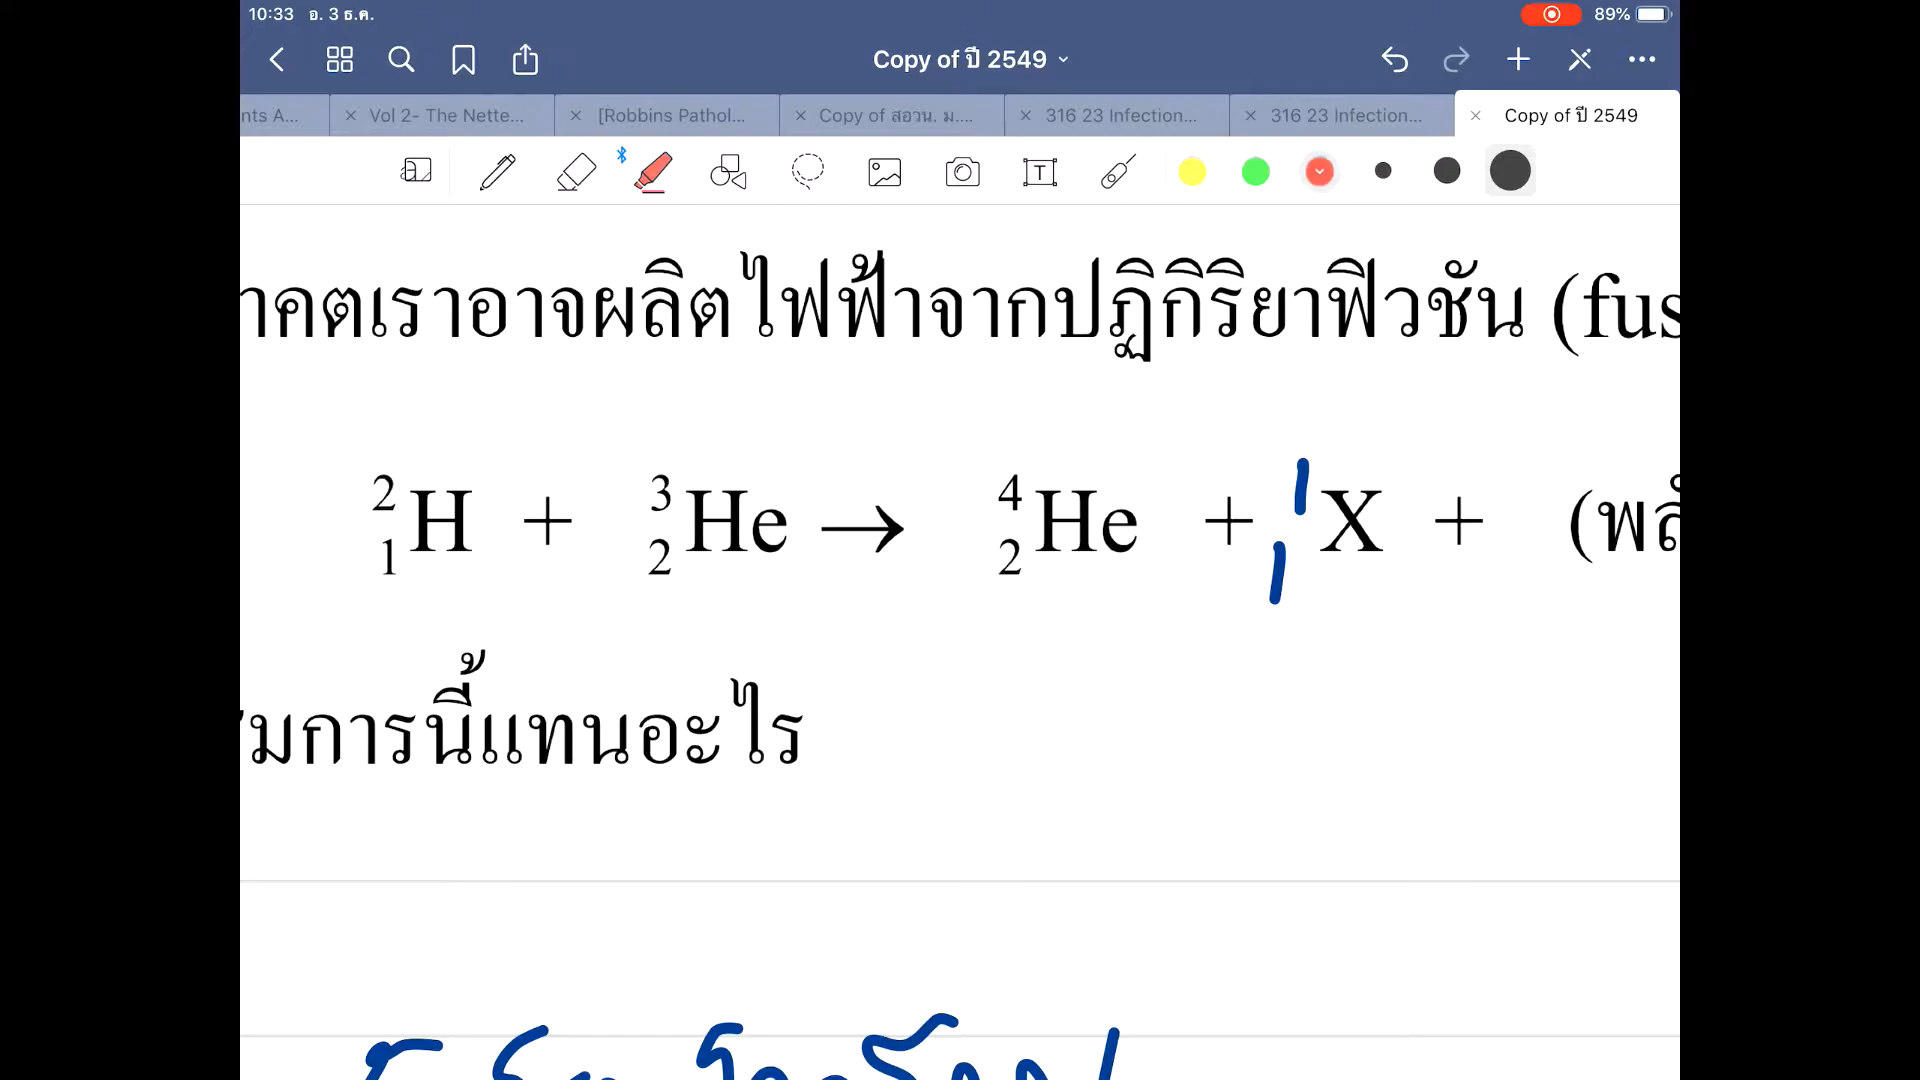 10:33 อ. 3 ธ.ค. 89%
Copy of ปี 2549
nts A... Vol 2- The Nette... [Robbins Pathol... Copy of สอวน. ม.... 316 23 Infection... 316 23 Infection... Copy of ปี 2549
าคตเราอาจผลิตไฟฟ้าจากปฏิกิริยาฟิวชัน (fus
²₁H + ³₂He → ⁴₂He + ¹₁X + (พลั
มการนี้แทนอะไร